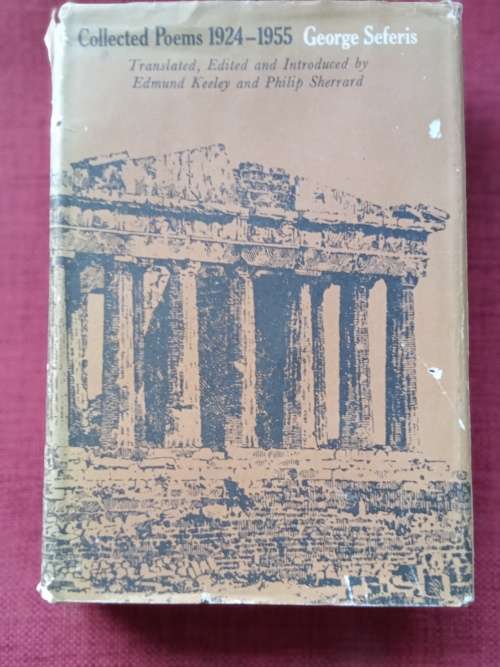 Collected Poems 1924–1955 George Seferis
Translated, Edited and Introduced by
Edmund Keeley and Philip Sherrard